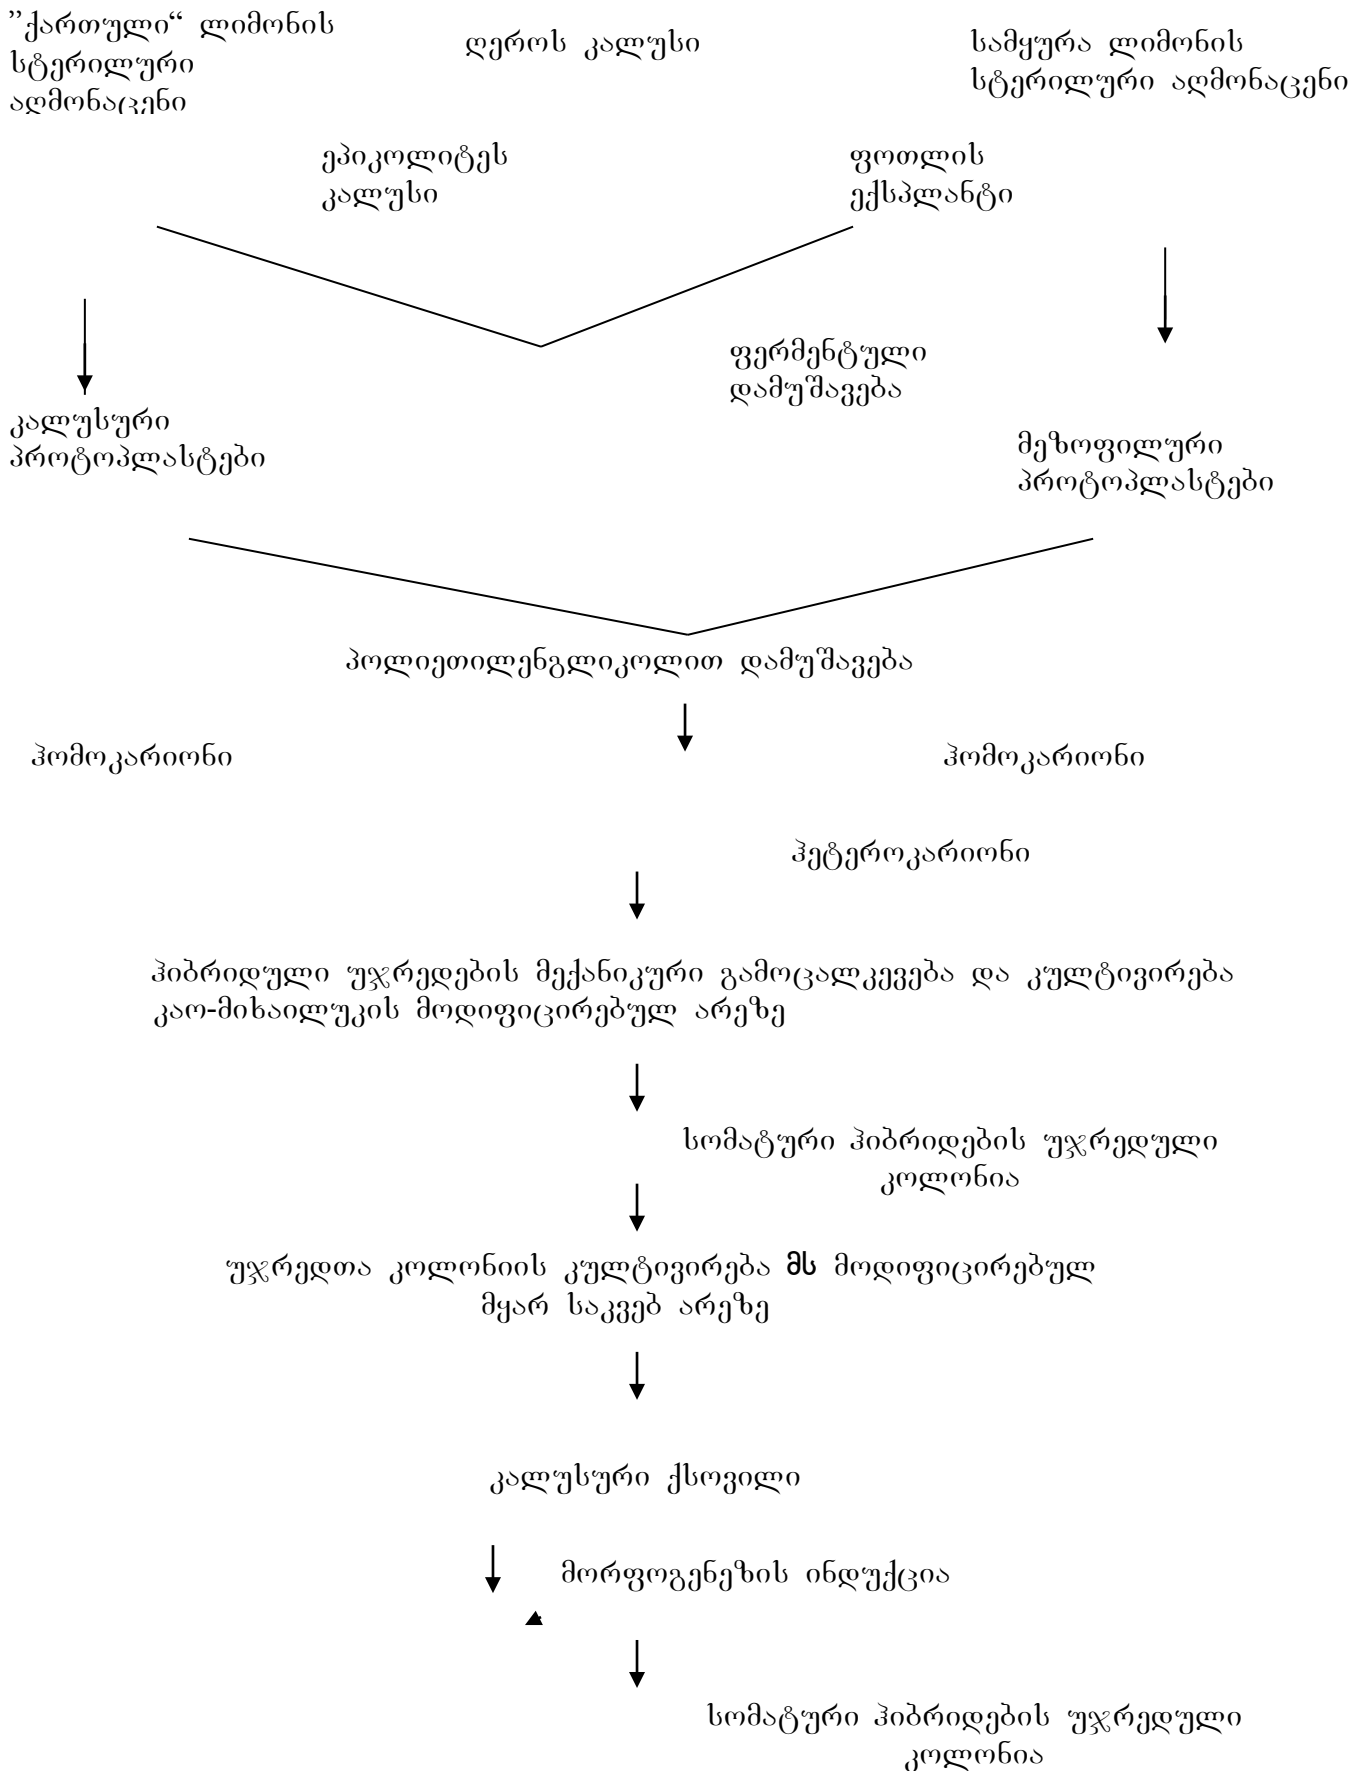 ”ქართული“ ლიმონის
სტერილური
აღმონაცენი
ღეროს კალუსი
სამყურა ლიმონის
სტერილური აღმონაცენი
ეპიკოლიტეს
კალუსი
ფოთლის
ექსპლანტი
ფერმენტული
დამუშავება
კალუსური
პროტოპლასტები
მეზოფილური
პროტოპლასტები
პოლიეთილენგლიკოლით დამუშავება
ჰომოკარიონი
ჰომოკარიონი
ჰეტეროკარიონი
ჰიბრიდული უჯრედების მექანიკური გამოცალკევება და კულტივირება
კაო-მიხაილუკის მოდიფიცირებულ არეზე
სომატური ჰიბრიდების უჯრედული
კოლონია
უჯრედთა კოლონიის კულტივირება მს მოდიფიცირებულ
მყარ საკვებ არეზე
კალუსური ქსოვილი
მორფოგენეზის ინდუქცია
სომატური ჰიბრიდების უჯრედული
კოლონია